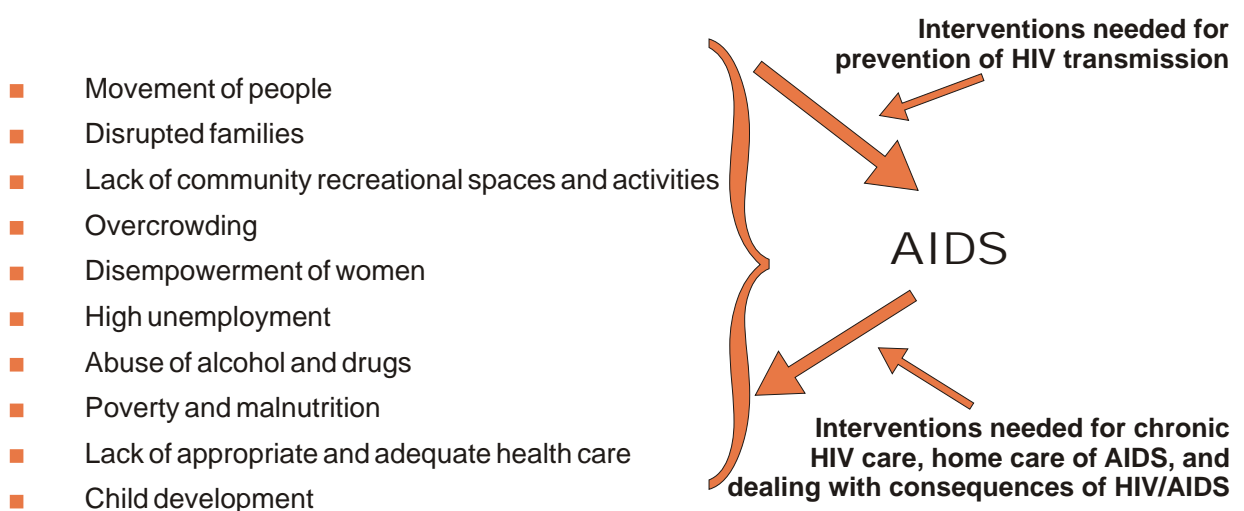 Interventions needed for
prevention of HIV transmission
Movement of people
Disrupted families
Lack of community recreational spaces and activities
Overcrowding
Disempowerment of women
High unemployment
Abuse of alcohol and drugs
Poverty and malnutrition
Lack of appropriate and adequate health care
Child development
AIDS
Interventions needed for chronic
HIV care, home care of AIDS, and
dealing with consequences of HIV/AIDS